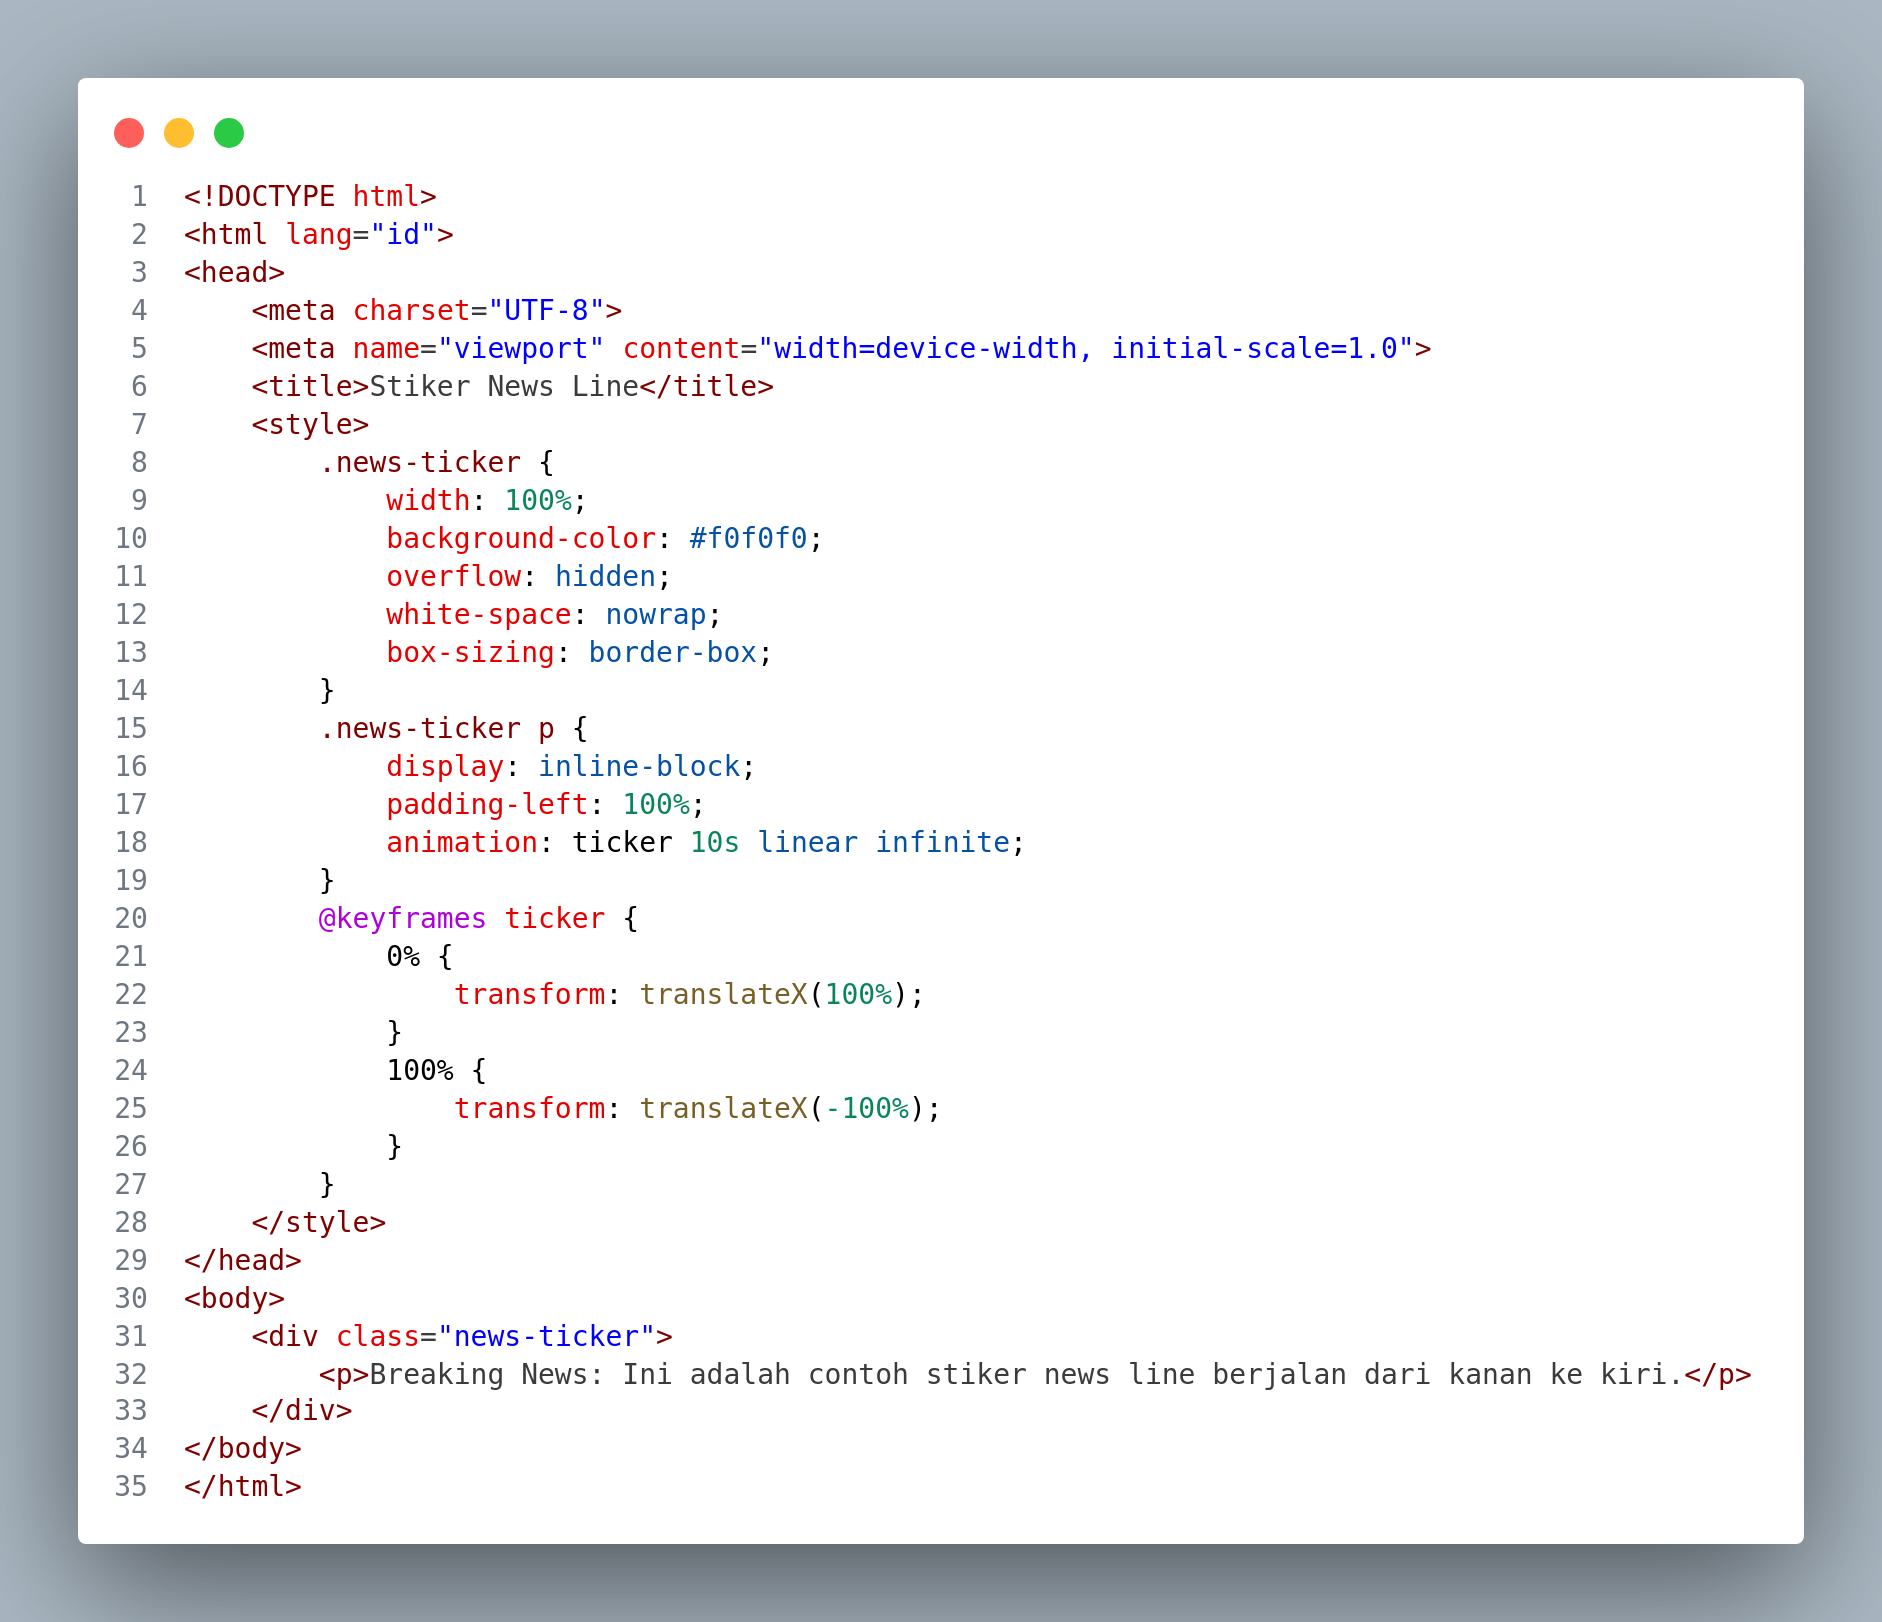 1 <!DOCTYPE html>
2 <html lang="id">
3 <head>
4     <meta charset="UTF-8">
5     <meta name="viewport" content="width=device-width, initial-scale=1.0">
6     <title>Stiker News Line</title>
7     <style>
8         .news-ticker {
9             width: 100%;
10             background-color: #f0f0f0;
11             overflow: hidden;
12             white-space: nowrap;
13             box-sizing: border-box;
14         }
15         .news-ticker p {
16             display: inline-block;
17             padding-left: 100%;
18             animation: ticker 10s linear infinite;
19         }
20         @keyframes ticker {
21             0% {
22                 transform: translateX(100%);
23             }
24             100% {
25                 transform: translateX(-100%);
26             }
27         }
28     </style>
29 </head>
30 <body>
31     <div class="news-ticker">
32         <p>Breaking News: Ini adalah contoh stiker news line berjalan dari kanan ke kiri.</p>
33     </div>
34 </body>
35 </html>